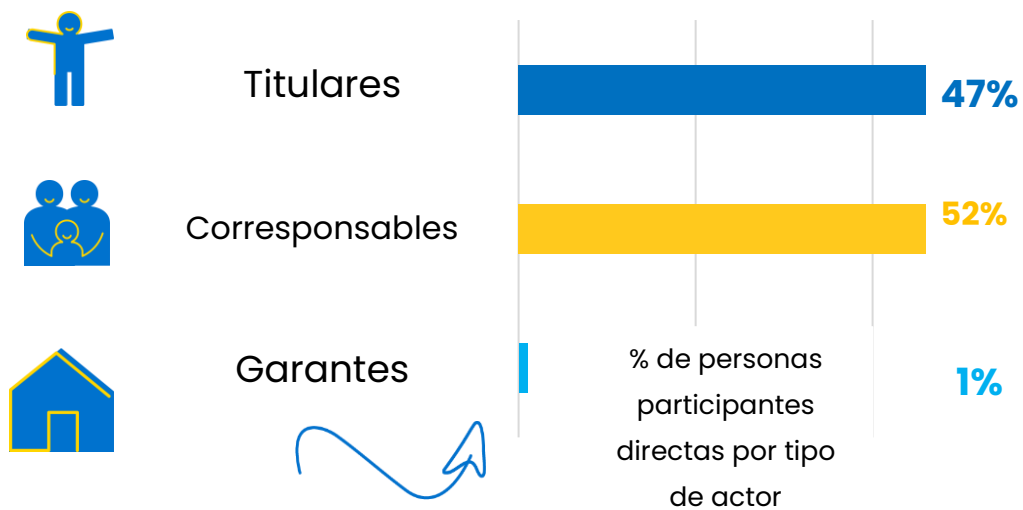 Titulares
47%
Corresponsables
52%
Garantes
1%
% de personas
participantes
directas por tipo
de actor